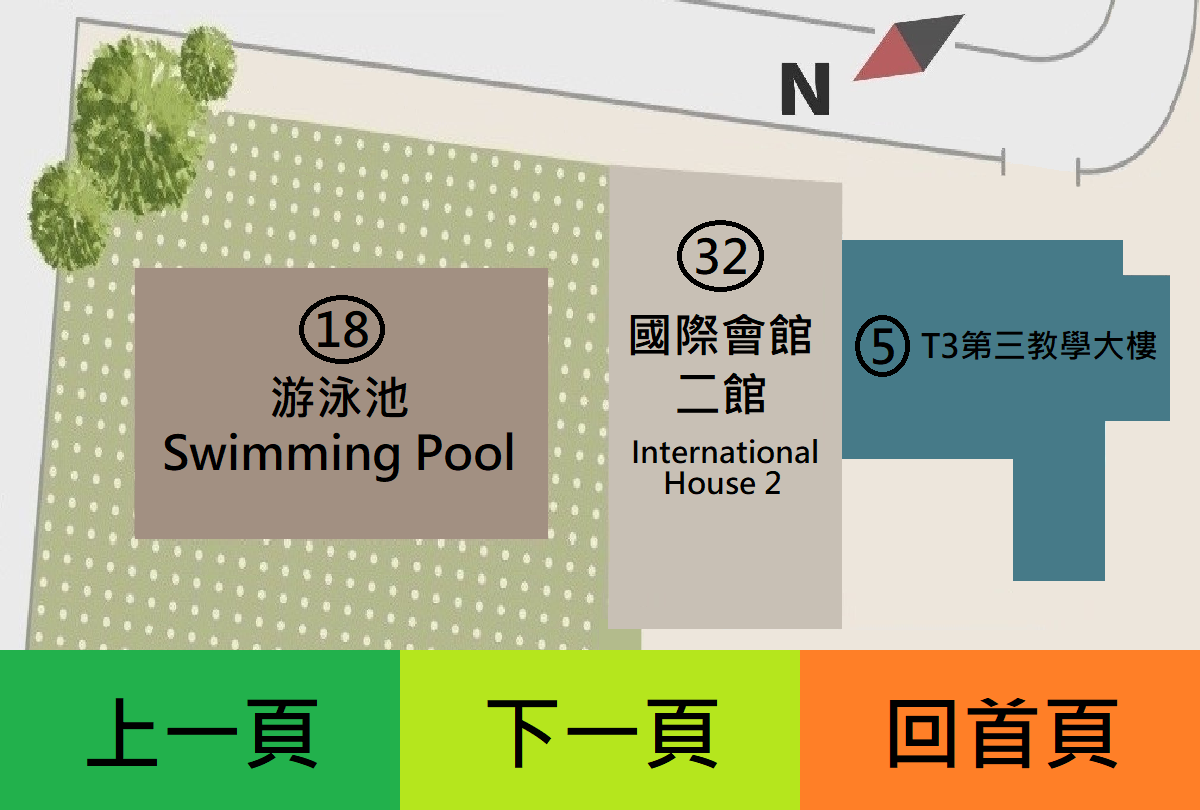 N
18
游泳池
Swimming Pool
32
國際會館
二館
International
House 2
5 T3第三教學大樓
上一頁 下一頁 回首頁